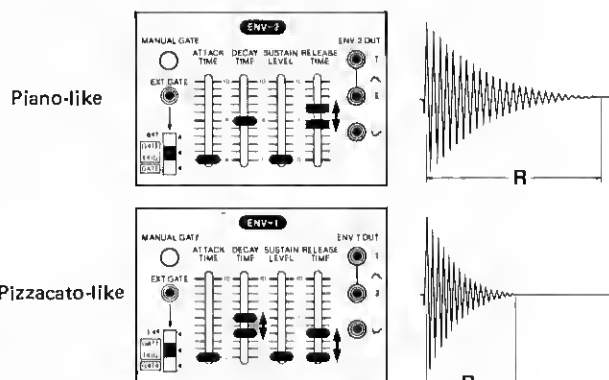 ENV-2
MANUAL GATE
ATTACK TIME
DECAY TIME
SUSTAIN LEVEL
RELEASE TIME
ENV 2 OUT
EXT GATE
Piano-like
R
ENV-1
MANUAL GATE
ATTACK TIME
DECAY TIME
SUSTAIN LEVEL
RELEASE TIME
ENV 1 OUT
EXT GATE
Pizzacato-like
R